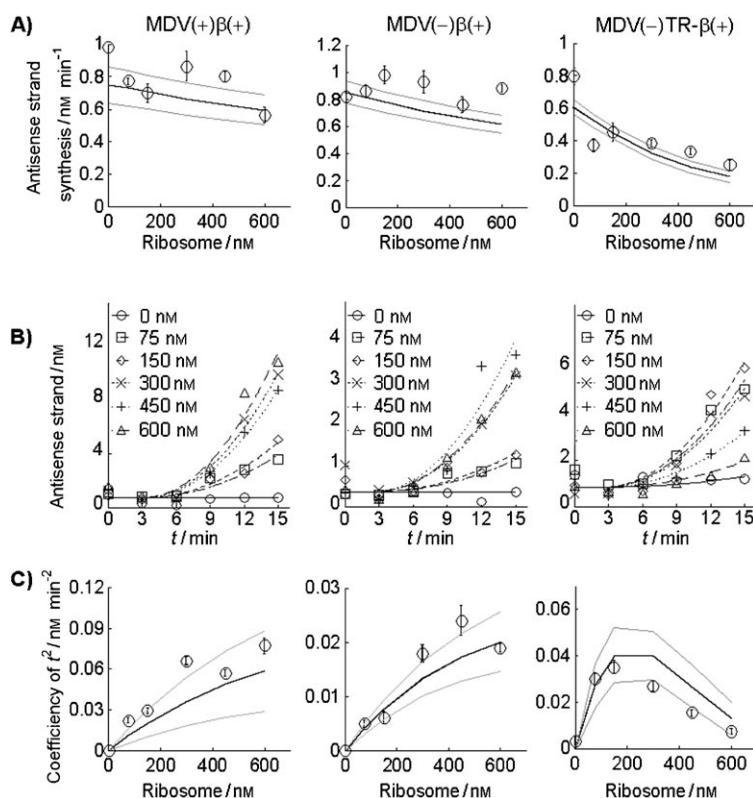 A)
MDV(+)β(+) MDV(−)β(+) MDV(−)TR-β(+)
Antisense strand
synthesis / nM min⁻¹
1
0.8
0.6
0.4
0.2
0
0 200 400 600
Ribosome / nM
1.2
1
0.8
0.6
0.4
0.2
0
0 200 400 600
Ribosome / nM
1
0.8
0.6
0.4
0.2
0
0 200 400 600
Ribosome / nM
B)
Antisense strand / nM
12
8
4
0
0 nM
75 nM
150 nM
300 nM
450 nM
600 nM
0 3 6 9 12 15
t / min
4
3
2
1
0
0 nM
75 nM
150 nM
300 nM
450 nM
600 nM
0 3 6 9 12 15
t / min
6
4
2
0
0 nM
75 nM
150 nM
300 nM
450 nM
600 nM
0 3 6 9 12 15
t / min
C)
Coefficiency of t² / nM min⁻²
0.12
0.09
0.06
0.03
0
0 200 400 600
Ribosome / nM
0.03
0.02
0.01
0
0 200 400 600
Ribosome / nM
0.06
0.04
0.02
0
0 200 400 600
Ribosome / nM